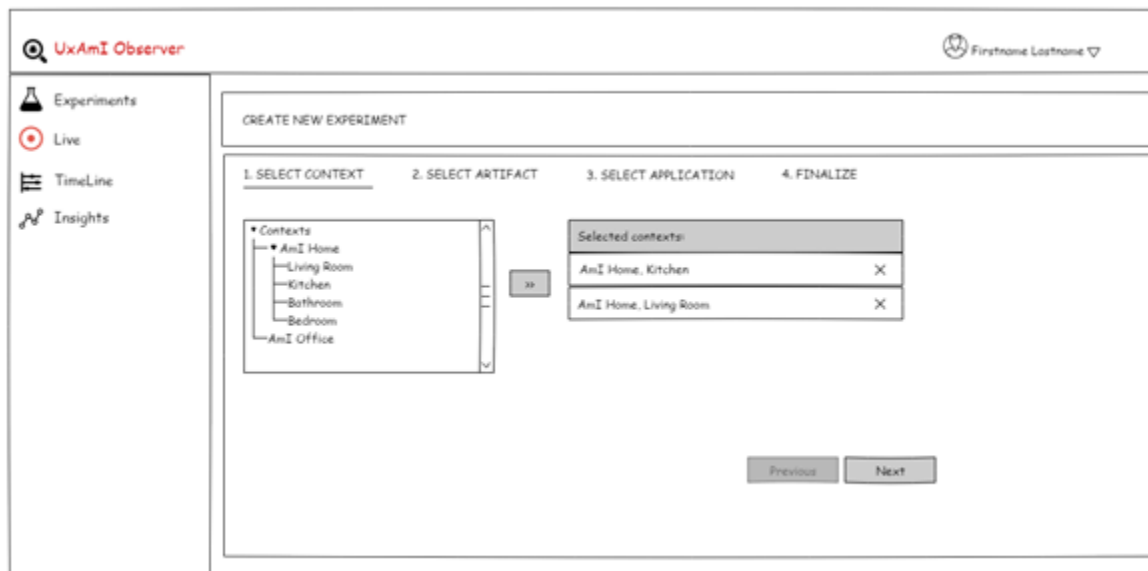 UxAmI Observer
Firstname Lastname
Experiments
Live
TimeLine
Insights
CREATE NEW EXPERIMENT
1. SELECT CONTEXT 2. SELECT ARTIFACT 3. SELECT APPLICATION 4. FINALIZE
Contexts
AmI Home
Living Room
Kitchen
Bathroom
Bedroom
AmI Office
»
Selected contexts:
AmI Home, Kitchen
AmI Home, Living Room
Previous Next